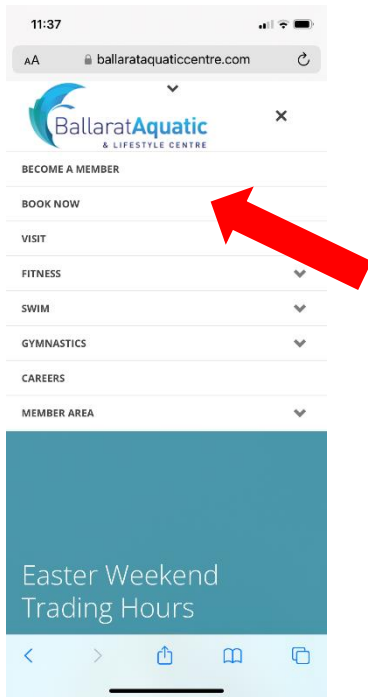 11:37
AA ballarataquaticcentre.com
BallaratAquatic
& LIFESTYLE CENTRE
BECOME A MEMBER
BOOK NOW
VISIT
FITNESS
SWIM
GYMNASTICS
CAREERS
MEMBER AREA
Easter Weekend
Trading Hours